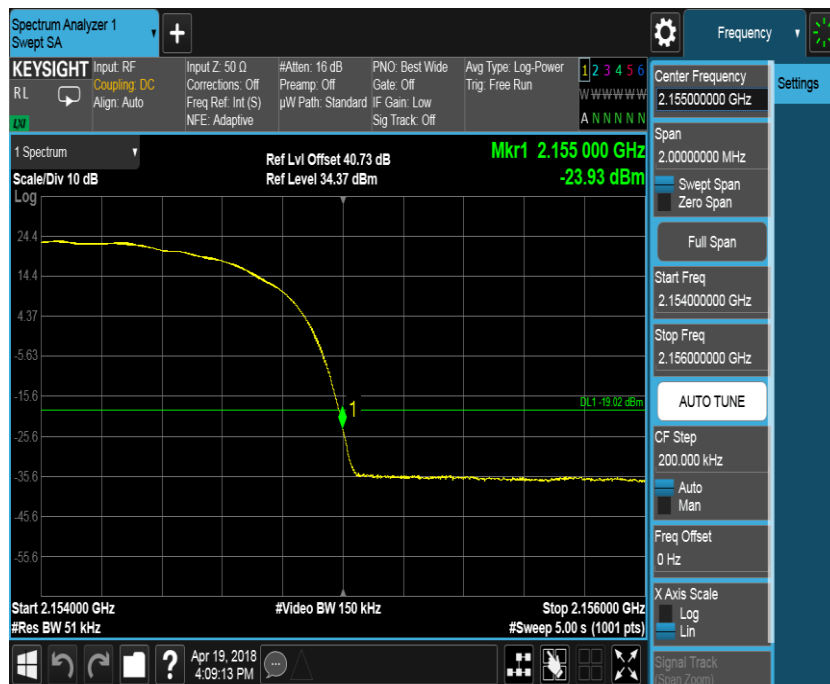 Spectrum Analyzer 1
Swept SA
Frequency
KEYSIGHT
RL
LXI
Input: RF
Coupling: DC
Align: Auto
Input Z: 50 Ω
Corrections: Off
Freq Ref: Int (S)
NFE: Adaptive
#Atten: 16 dB
Preamp: Off
µW Path: Standard
PNO: Best Wide
Gate: Off
IF Gain: Low
Sig Track: Off
Avg Type: Log-Power
Trig: Free Run
1 2 3 4 5 6
W W W W W W
A N N N N N
1 Spectrum
Scale/Div 10 dB
Log
Ref Lvl Offset 40.73 dB
Ref Level 34.37 dBm
Mkr1 2.155 000 GHz
-23.93 dBm
24.4
14.4
4.37
-5.63
-15.6
-25.6
-35.6
-45.6
-55.6
1
DL1 -19.02 dBm
Start 2.154000 GHz
#Res BW 51 kHz
#Video BW 150 kHz
Stop 2.156000 GHz
#Sweep 5.00 s (1001 pts)
Apr 19, 2018
4:09:13 PM
Center Frequency
2.155000000 GHz
Settings
Span
2.00000000 MHz
Swept Span
Zero Span
Full Span
Start Freq
2.154000000 GHz
Stop Freq
2.156000000 GHz
AUTO TUNE
CF Step
200.000 kHz
Auto
Man
Freq Offset
0 Hz
X Axis Scale
Log
Lin
Signal Track
(Span Zoom)